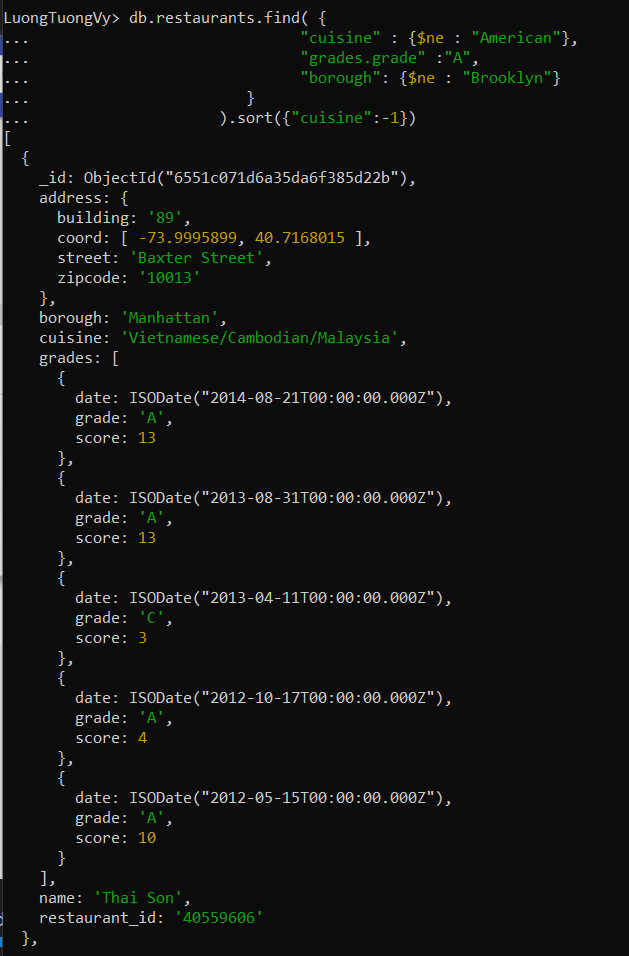 LuongTuongVy> db.restaurants.find( {
...                              "cuisine" : {$ne : "American"},
...                              "grades.grade" :"A",
...                              "borough": {$ne : "Brooklyn"}
...                        }
...                     ).sort({"cuisine":-1})
[
  {
    _id: ObjectId("6551c071d6a35da6f385d22b"),
    address: {
      building: '89',
      coord: [ -73.9995899, 40.7168015 ],
      street: 'Baxter Street',
      zipcode: '10013'
    },
    borough: 'Manhattan',
    cuisine: 'Vietnamese/Cambodian/Malaysia',
    grades: [
      {
        date: ISODate("2014-08-21T00:00:00.000Z"),
        grade: 'A',
        score: 13
      },
      {
        date: ISODate("2013-08-31T00:00:00.000Z"),
        grade: 'A',
        score: 13
      },
      {
        date: ISODate("2013-04-11T00:00:00.000Z"),
        grade: 'C',
        score: 3
      },
      {
        date: ISODate("2012-10-17T00:00:00.000Z"),
        grade: 'A',
        score: 4
      },
      {
        date: ISODate("2012-05-15T00:00:00.000Z"),
        grade: 'A',
        score: 10
      }
    ],
    name: 'Thai Son',
    restaurant_id: '40559606'
  },